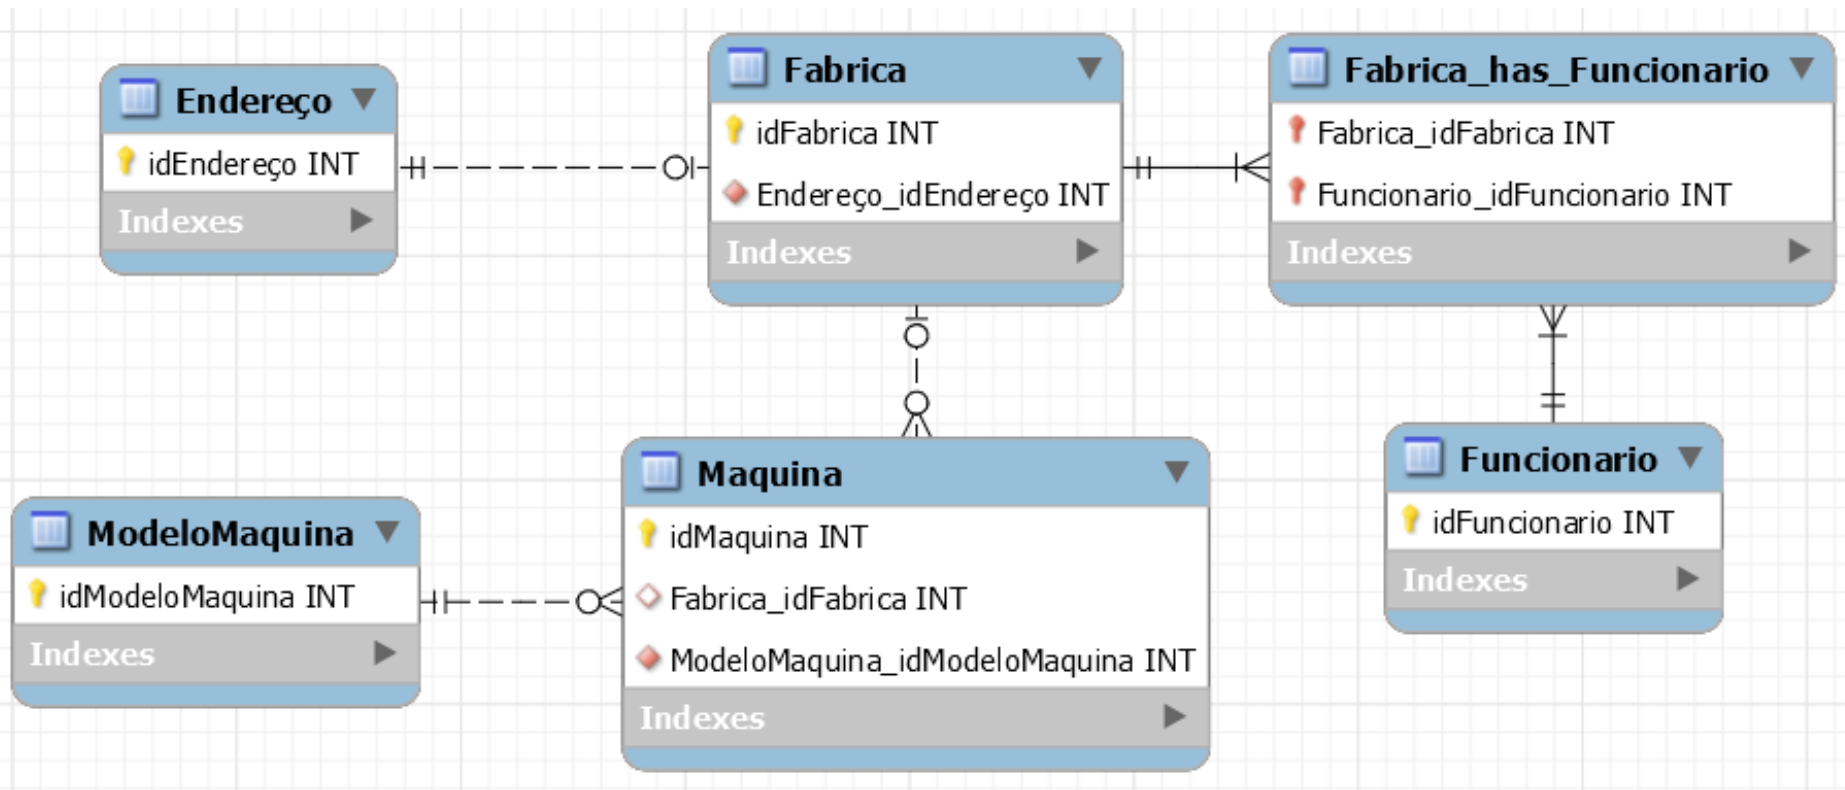 Endereço
idEndereço INT
Indexes
Fabrica
idFabrica INT
Endereço_idEndereço INT
Indexes
Fabrica_has_Funcionario
Fabrica_idFabrica INT
Funcionario_idFuncionario INT
Indexes
ModeloMaquina
idModeloMaquina INT
Indexes
Maquina
idMaquina INT
Fabrica_idFabrica INT
ModeloMaquina_idModeloMaquina INT
Indexes
Funcionario
idFuncionario INT
Indexes